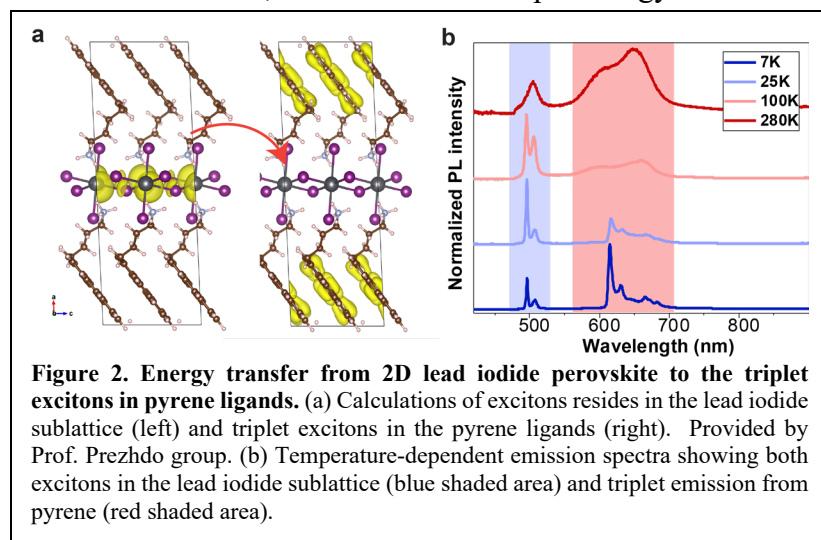 a
b
7K
25K
100K
280K
Normalized PL intensity
500
600
700
800
Wavelength (nm)
a
c
Figure 2. Energy transfer from 2D lead iodide perovskite to the triplet
excitons in pyrene ligands. (a) Calculations of excitons resides in the lead iodide
sublattice (left) and triplet excitons in the pyrene ligands (right). Provided by
Prof. Prezhdo group. (b) Temperature-dependent emission spectra showing both
excitons in the lead iodide sublattice (blue shaded area) and triplet emission from
pyrene (red shaded area).